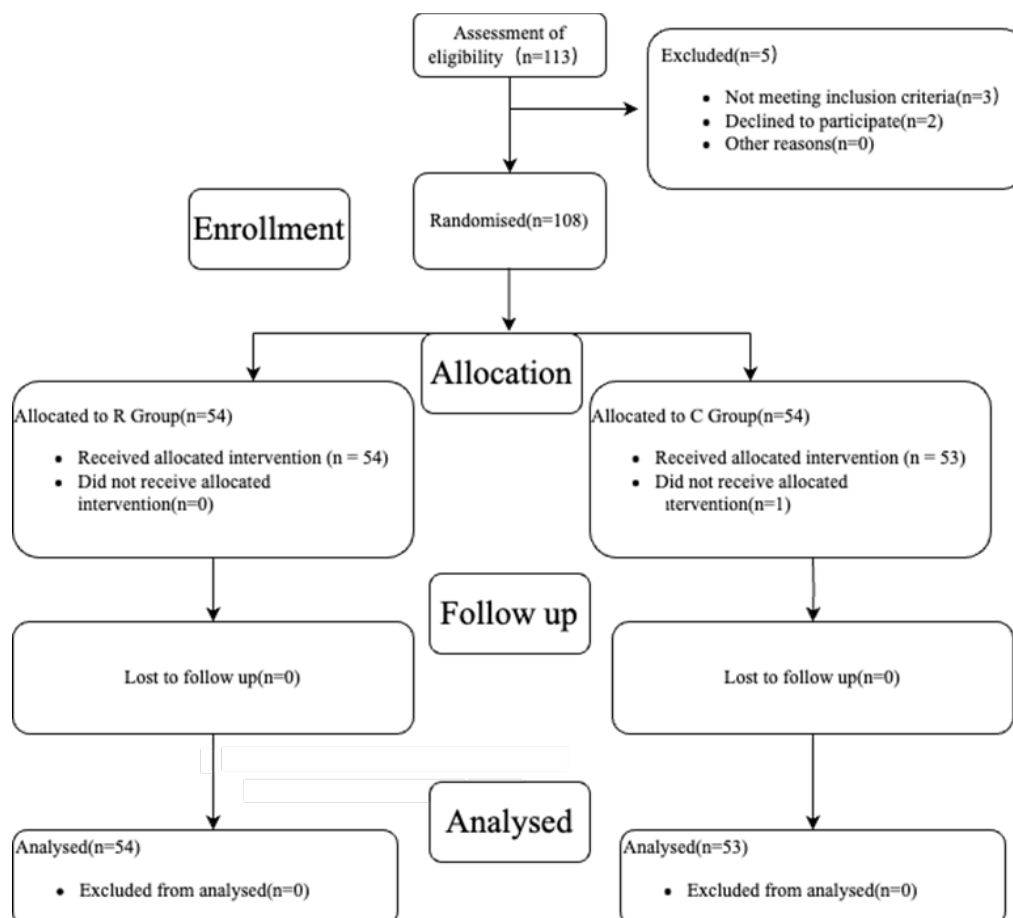 Assessment of
eligibility (n=113)
Excluded(n=5)
• Not meeting inclusion criteria(n=3)
• Declined to participate(n=2)
• Other reasons(n=0)
Enrollment
Randomised(n=108)
Allocation
Allocated to R Group(n=54)
• Received allocated intervention (n = 54)
• Did not receive allocated
intervention(n=0)
Allocated to C Group(n=54)
• Received allocated intervention (n = 53)
• Did not receive allocated
ıtervention(n=1)
Follow up
Lost to follow up(n=0)
Lost to follow up(n=0)
Analysed
Analysed(n=54)
• Excluded from analysed(n=0)
Analysed(n=53)
• Excluded from analysed(n=0)